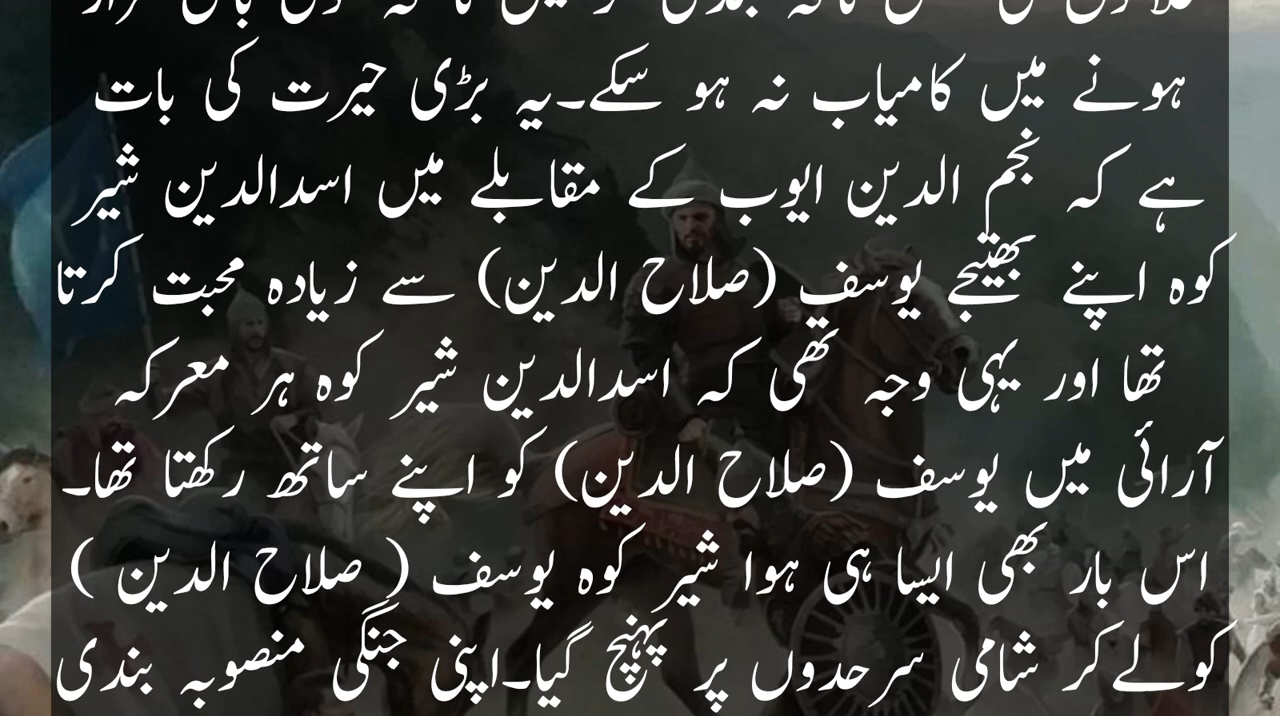 ہونے میں کامیاب نہ ہو سکے۔یہ بڑی حیرت کی بات
ہے کہ نجم الدین ایوب کے مقابلے میں اسدالدین شیر
کوہ اپنے بھتیجے یوسف (صلاح الدین) سے زیادہ محبت کرتا
تھا اور یہی وجہ تھی کہ اسدالدین شیر کوہ ہر معرکہ
آرائی میں یوسف (صلاح الدین) کو اپنے ساتھ رکھتا تھا۔
اس بار بھی ایسا ہی ہوا شیر کوہ یوسف ( صلاح الدین )
کولے کر شامی سرحدوں پر پہنچ گیا۔اپنی جنگی منصوبہ بندی